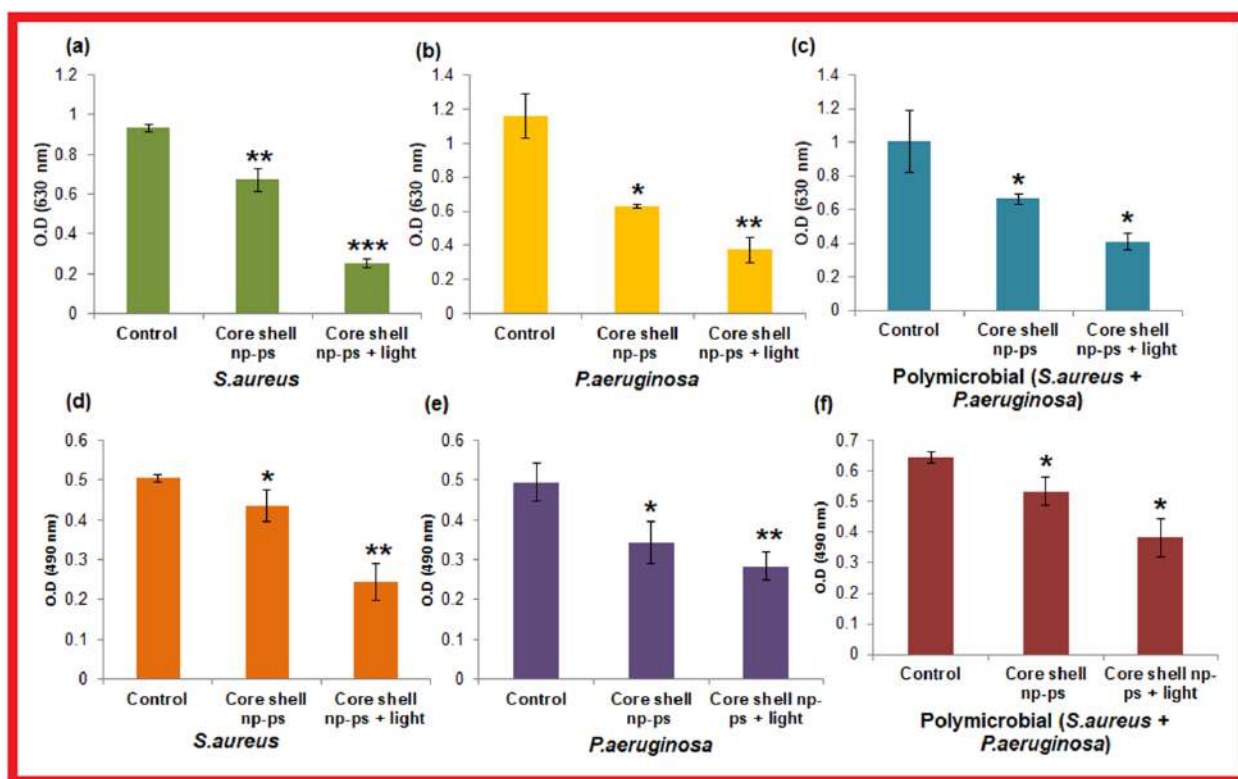 (a)
1.2
1
0.8
0.6
0.4
0.2
0
O.D (630 nm)
**
***
Control
Core shell
np-ps
Core shell
np-ps + light
S.aureus
(b)
1.4
1.2
1
0.8
0.6
0.4
0.2
0
O.D (630 nm)
*
**
Control
Core shell
np-ps
Core shell
np-ps + light
P.aeruginosa
(c)
1.4
1.2
1
0.8
0.6
0.4
0.2
0
O.D (630 nm)
*
*
Control
Core shell
np-ps
Core shell
np-ps + light
Polymicrobial (S.aureus +
P.aeruginosa)
(d)
0.6
0.5
0.4
0.3
0.2
0.1
0
O.D (490 nm)
*
**
Control
Core shell
np-ps
Core shell
np-ps + light
S.aureus
(e)
0.6
0.5
0.4
0.3
0.2
0.1
0
O.D (490 nm)
*
**
Control
Core shell
np-ps
Core shell np-
ps + light
P.aeruginosa
(f)
0.7
0.6
0.5
0.4
0.3
0.2
0.1
0
O.D (490 nm)
*
*
Control
Core shell
np-ps
Core shell np-
ps + light
Polymicrobial (S.aureus +
P.aeruginosa)